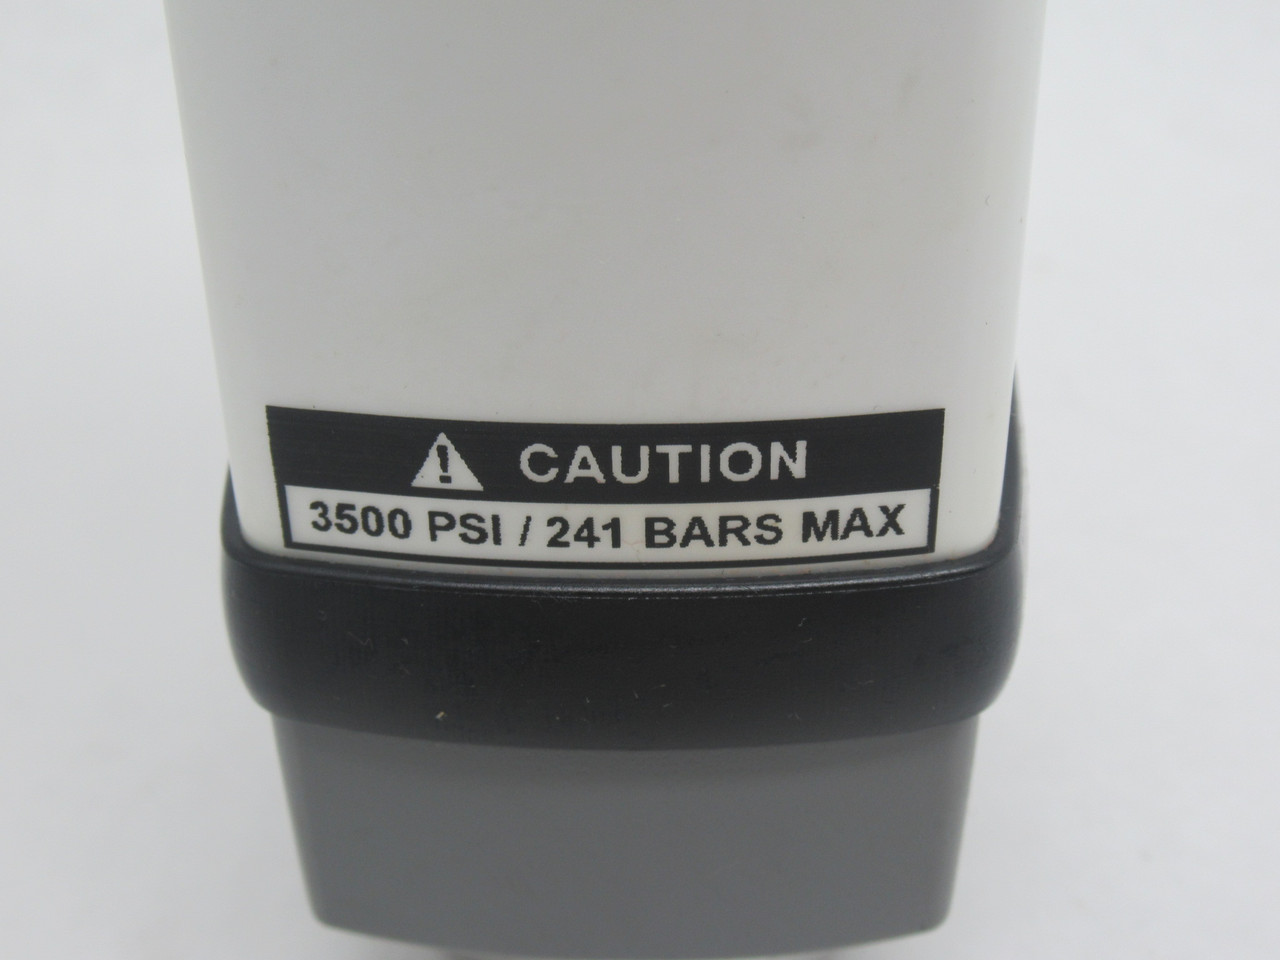 CAUTION
3500 PSI / 241 BARS MAX